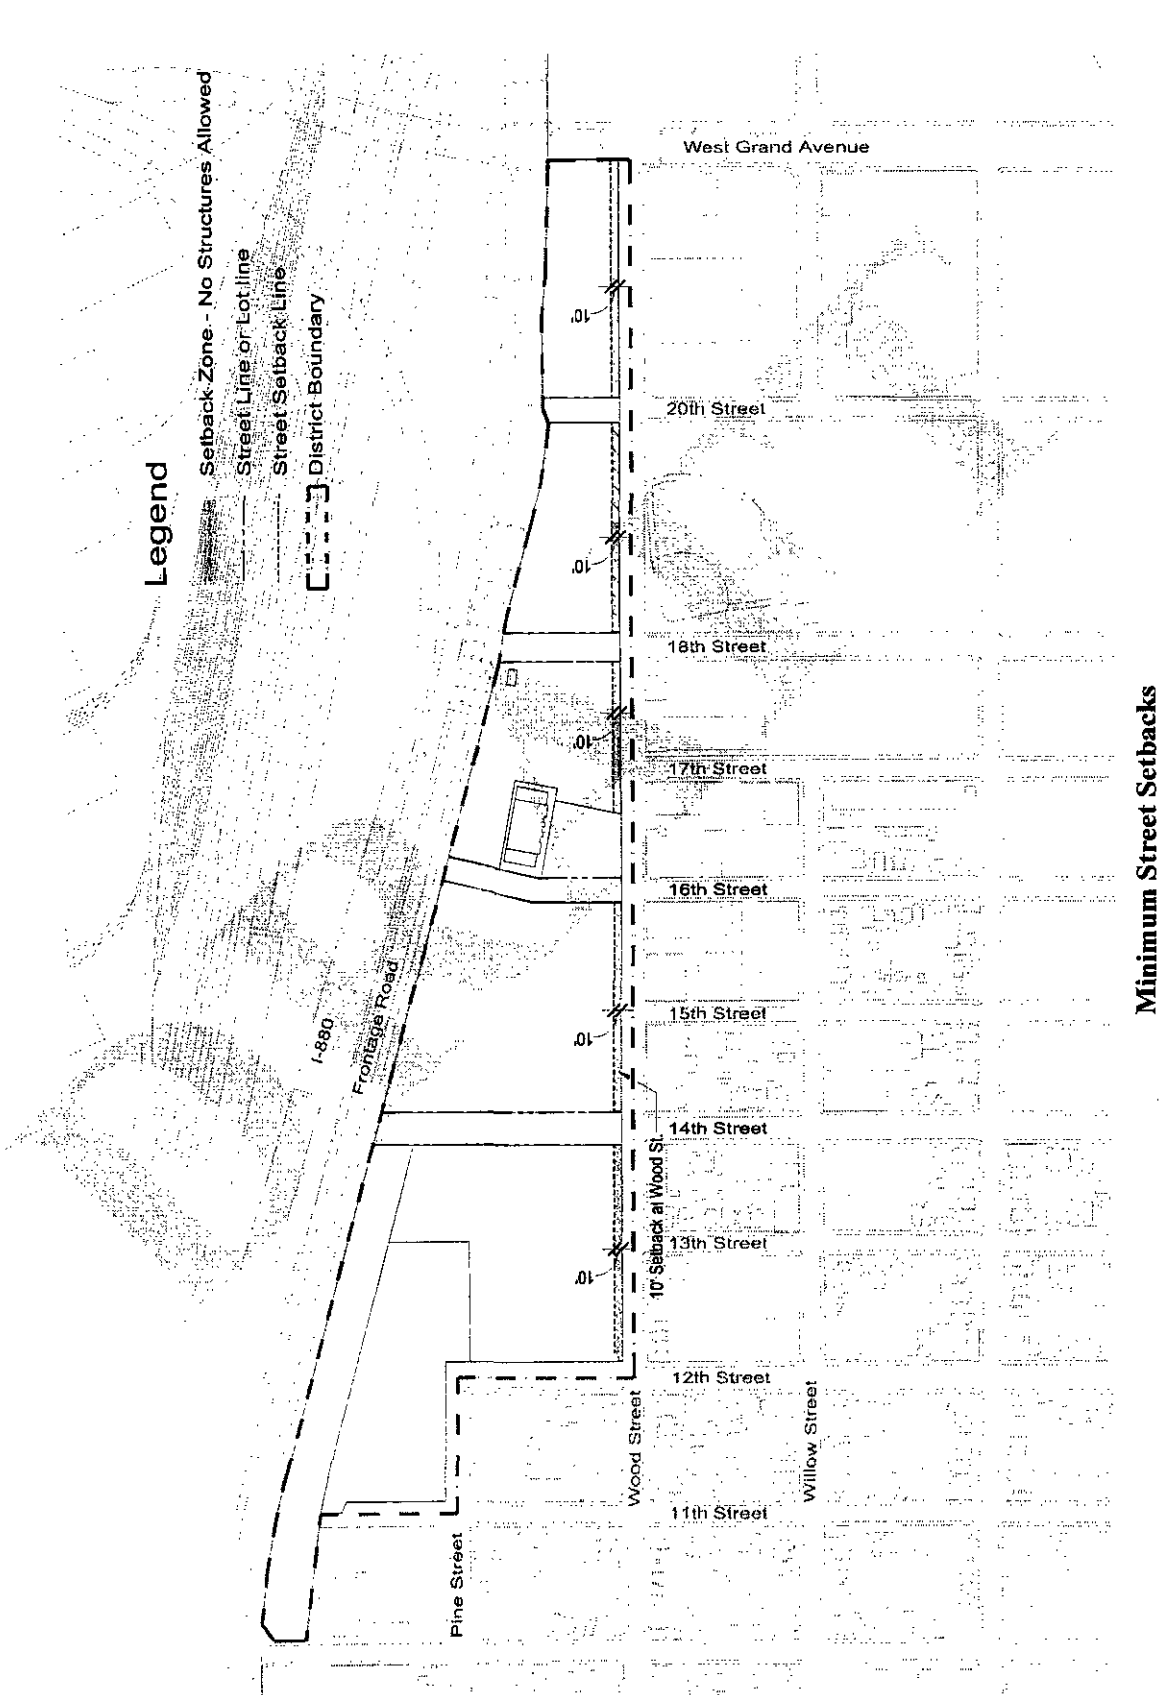 Legend
Setback Zone - No Structures Allowed
Street Line or Lot line
Street Setback Line
District Boundary
West Grand Avenue
10'
20th Street
10'
18th Street
10'
17th Street
16th Street
I-880
Frontage Road
10'
15th Street
14th Street
10' Setback at Wood St.
13th Street
10'
12th Street
Wood Street
Willow Street
11th Street
Pine Street
Minimum Street Setbacks